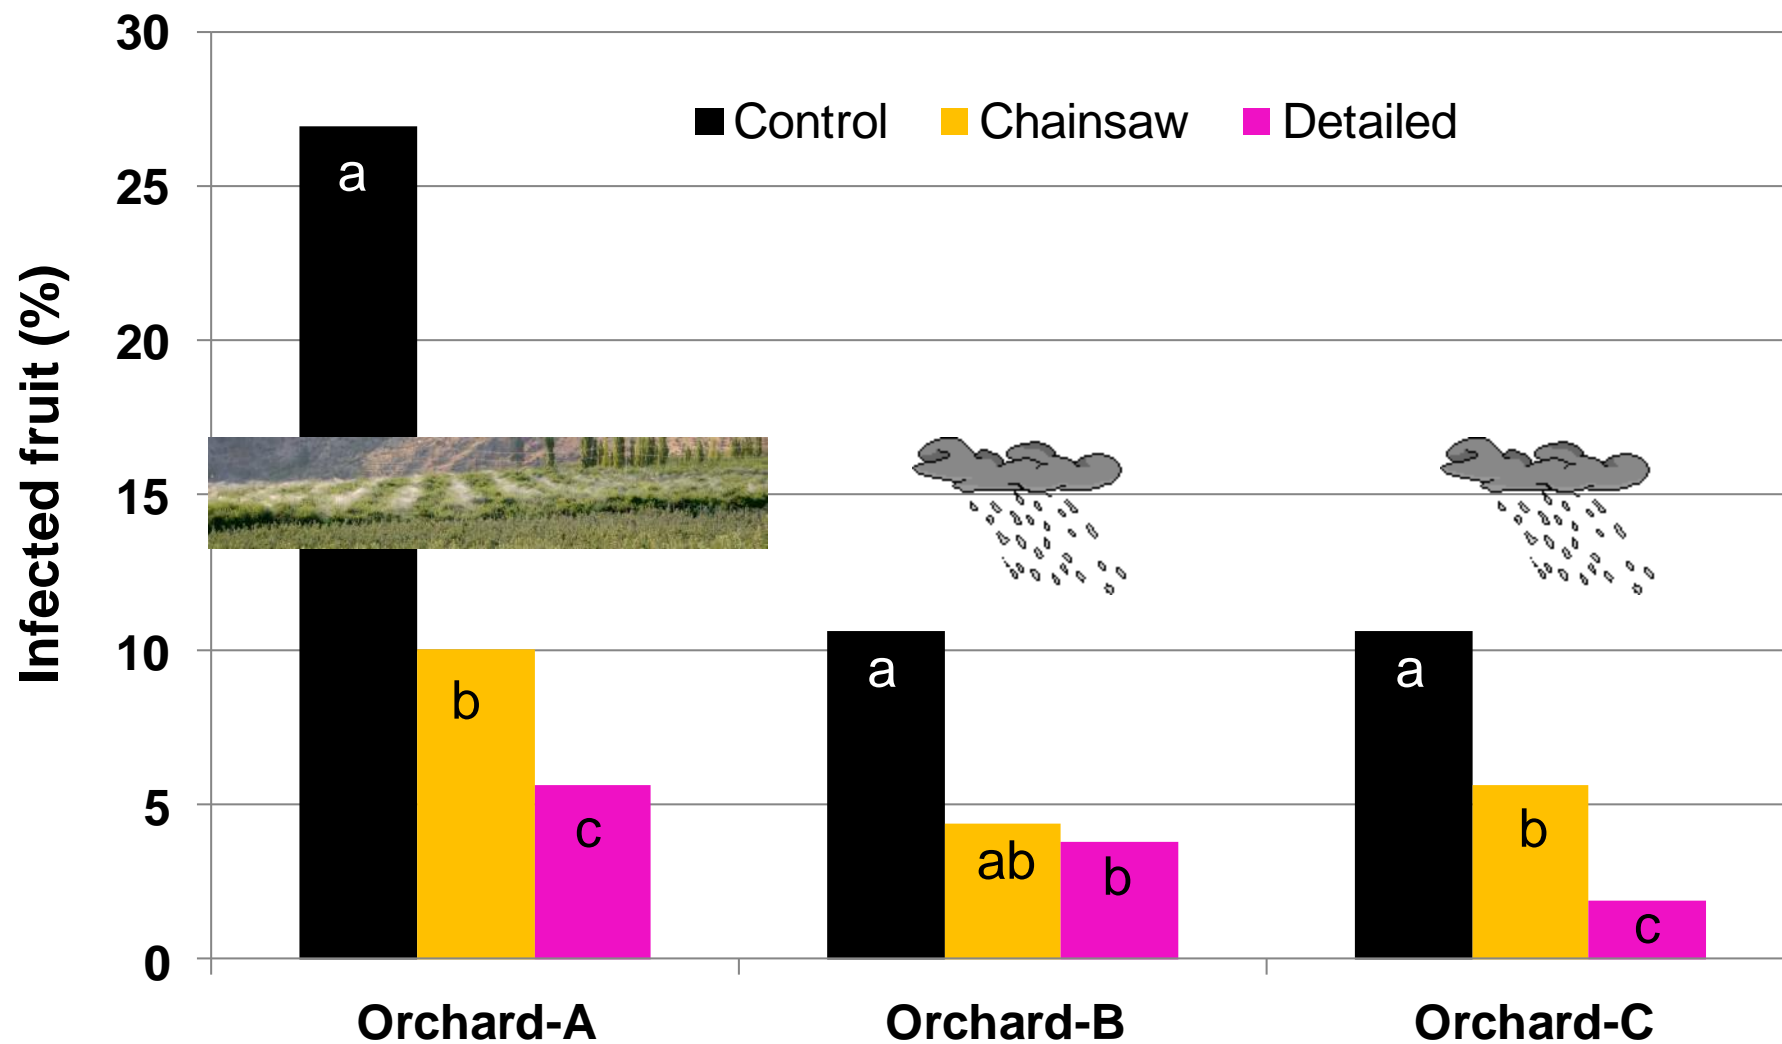 30
Control Chainsaw Detailed
a
25
20
Infected fruit (%)
15
10
a
a
b
5
c
ab
b
b
c
0
Orchard-A Orchard-B Orchard-C